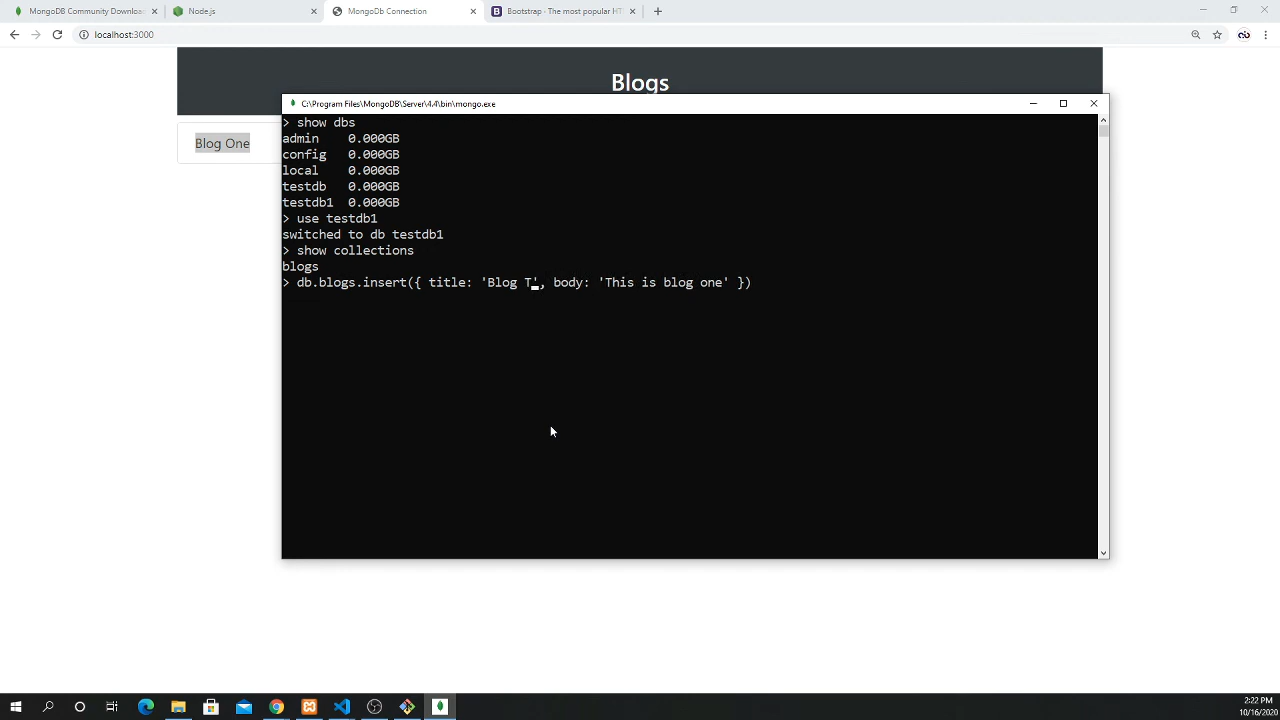 MongoDB Community Download
Node.js
MongoDb Connection
Bootstrap · The most popular HT
localhost:3000
Blogs
C:\Program Files\MongoDB\Server\4.4\bin\mongo.exe
Blog One
> show dbs
admin 0.000GB
config 0.000GB
local 0.000GB
testdb 0.000GB
testdb1 0.000GB
> use testdb1
switched to db testdb1
> show collections
blogs
> db.blogs.insert({ title: 'Blog T', body: 'This is blog one' })
2:22 PM
10/16/2020